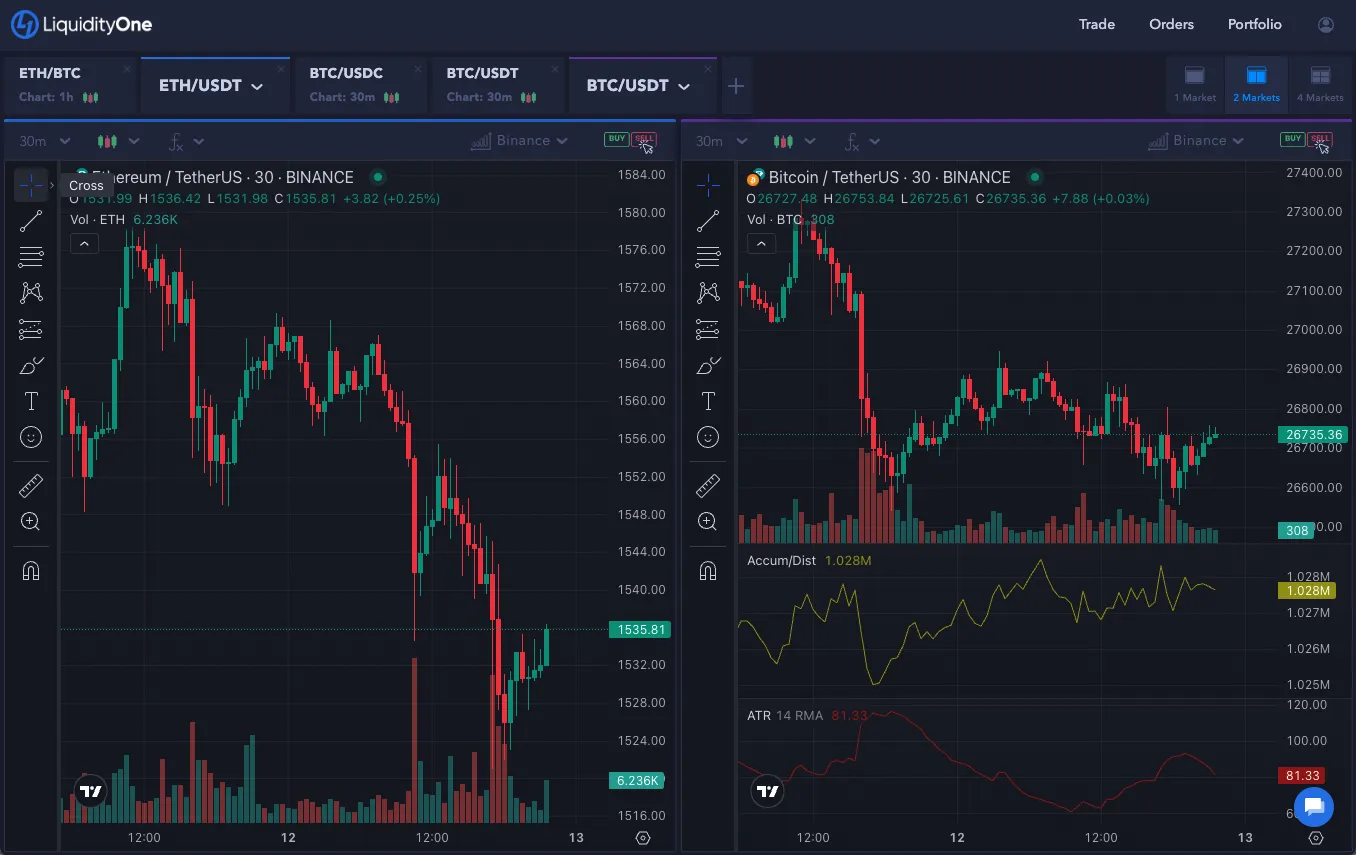 LiquidityOne
Trade
Orders
Portfolio
ETH/BTC
Chart: 1h
ETH/USDT
BTC/USDC
Chart: 30m
BTC/USDT
Chart: 30m
BTC/USDT
1 Market
2 Markets
4 Markets
30m
Binance
BUY
SELL
Cross
Ethereum / TetherUS · 30 · BINANCE
O1531.99 H1536.42 L1531.98 C1535.81 +3.82 (+0.25%)
Vol · ETH 6.236K
1584.00
1580.00
1576.00
1572.00
1568.00
1564.00
1560.00
1556.00
1552.00
1548.00
1544.00
1540.00
1535.81
1532.00
1528.00
1524.00
6.236K
1516.00
12:00
12
12:00
13
30m
Binance
BUY
SELL
Bitcoin / TetherUS · 30 · BINANCE
O26727.48 H26753.84 L26725.61 C26735.36 +7.88 (+0.03%)
Vol · BTC 308
27400.00
27300.00
27200.00
27100.00
27000.00
26900.00
26800.00
26735.36
26700.00
26600.00
308
Accum/Dist 1.028M
1.028M
1.028M
1.027M
1.026M
1.025M
ATR 14 RMA 81.33
120.00
100.00
81.33
12:00
12
12:00
13